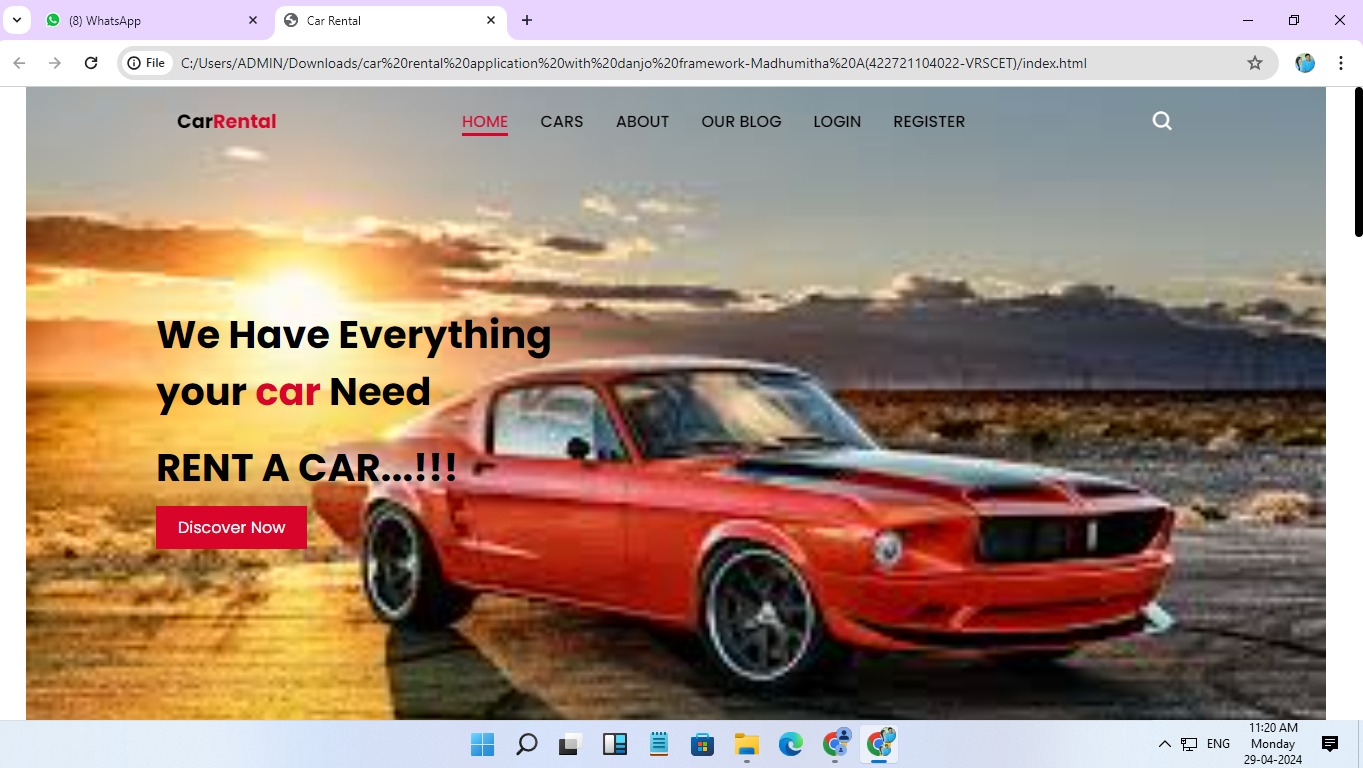 (8) WhatsApp
Car Rental
File
C:/Users/ADMIN/Downloads/car%20rental%20application%20with%20danjo%20framework-Madhumitha%20A(422721104022-VRSCET)/index.html
CarRental
HOME CARS ABOUT OUR BLOG LOGIN REGISTER
We Have Everything
your car Need
RENT A CAR...!!!
Discover Now
ENG
11:20 AM
Monday
29-04-2024